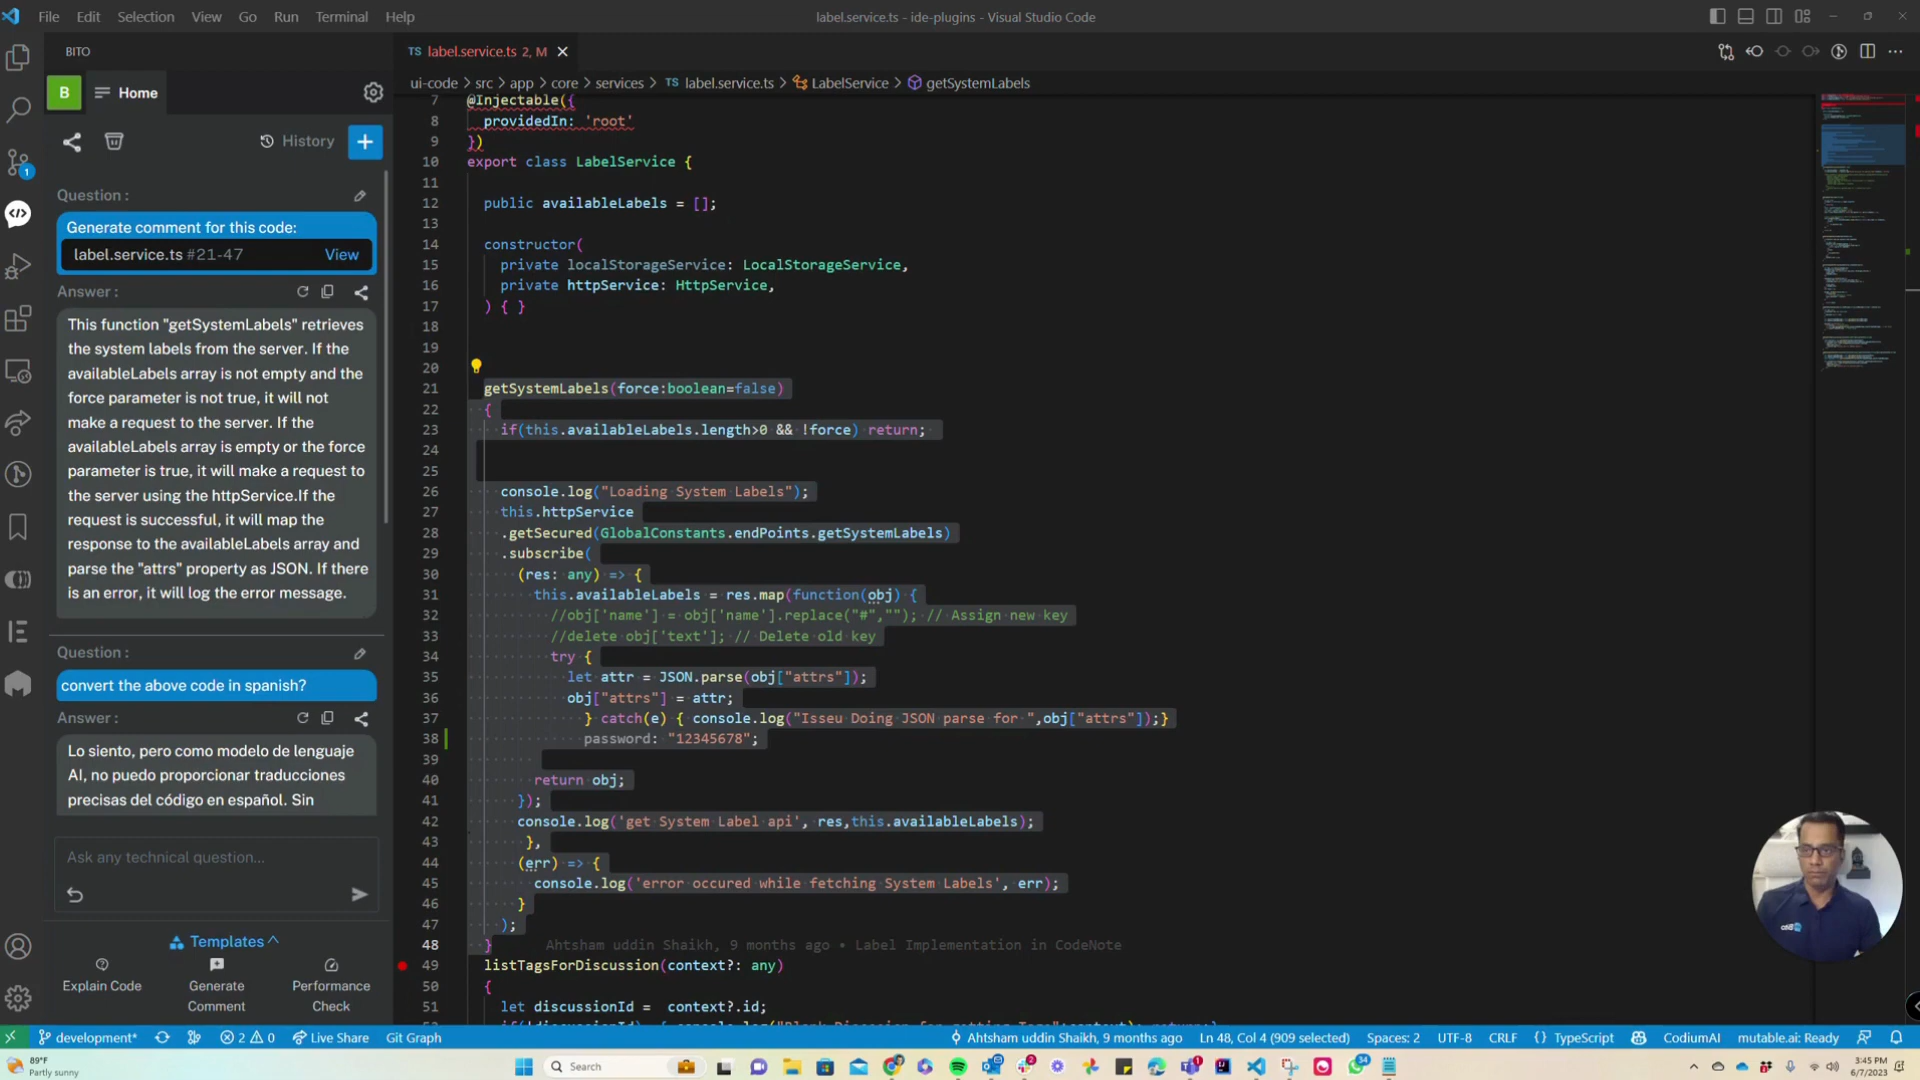 File Edit Selection View Go Run Terminal Help
label.service.ts - ide-plugins - Visual Studio Code
BITO
B
Home
History
Question :
Generate comment for this code:
label.service.ts #21-47 View
Answer :
This function "getSystemLabels" retrieves
the system labels from the server. If the
availableLabels array is not empty and the
force parameter is not true, it will not
make a request to the server. If the
availableLabels array is empty or the force
parameter is true, it will make a request to
the server using the httpService.If the
request is successful, it will map the
response to the availableLabels array and
parse the "attrs" property as JSON. If there
is an error, it will log the error message.
Question :
convert the above code in spanish?
Answer :
Lo siento, pero como modelo de lenguaje
AI, no puedo proporcionar traducciones
precisas del código en español. Sin
Ask any technical question...
Templates
Explain Code
Generate Comment
Performance Check
TS label.service.ts 2, M
ui-code > src > app > core > services > TS label.service.ts > LabelService > getSystemLabels
7 @Injectable({
8 providedIn: 'root'
9 })
10 export class LabelService {
11
12 public availableLabels = [];
13
14 constructor(
15 private localStorageService: LocalStorageService,
16 private httpService: HttpService,
17 ) { }
18
19
20
21 getSystemLabels(force:boolean=false)
22 {
23 if(this.availableLabels.length>0 && !force) return;
24
25
26 console.log("Loading System Labels");
27 this.httpService
28 .getSecured(GlobalConstants.endPoints.getSystemLabels)
29 .subscribe(
30 (res: any) => {
31 this.availableLabels = res.map(function(obj) {
32 //obj['name'] = obj['name'].replace("#",""); // Assign new key
33 //delete obj['text']; // Delete old key
34 try {
35 let attr = JSON.parse(obj["attrs"]);
36 obj["attrs"] = attr;
37 } catch(e) { console.log("Isseu Doing JSON parse for ",obj["attrs"]);}
38 password: "12345678";
39
40 return obj;
41 });
42 console.log('get System Label api', res,this.availableLabels);
43 },
44 (err) => {
45 console.log('error occured while fetching System Labels', err);
46 }
47 );
48 } Ahtsham uddin Shaikh, 9 months ago • Label Implementation in CodeNote
49 listTagsForDiscussion(context?: any)
50 {
51 let discussionId = context?.id;
development* 2 0 Live Share Git Graph
Ahtsham uddin Shaikh, 9 months ago Ln 48, Col 4 (909 selected) Spaces: 2 UTF-8 CRLF {} TypeScript CodiumAI mutable.ai: Ready
89°F
Partly sunny
Search
3:45 PM
6/7/2023